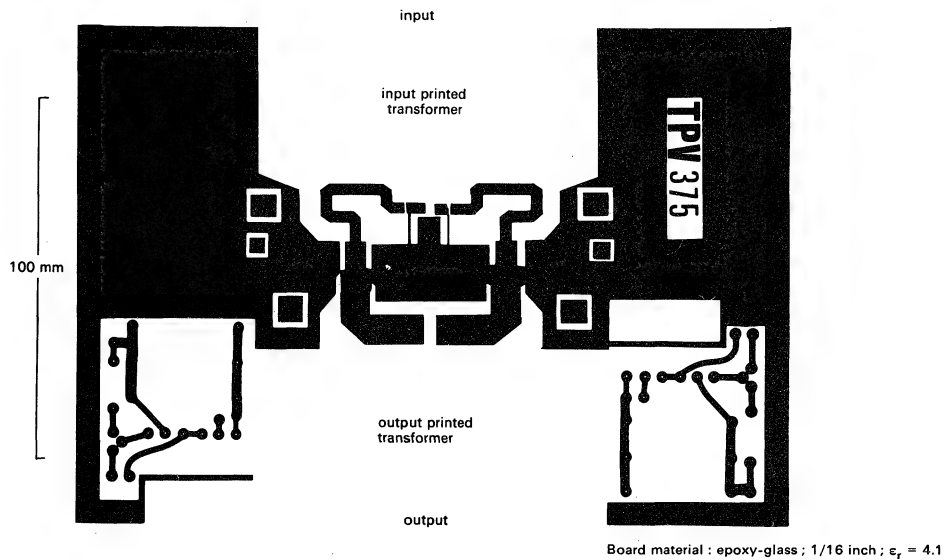 input
input printed
transformer
TPV 375
100 mm
output printed
transformer
output
Board material : epoxy-glass ; 1/16 inch ; εr = 4.1